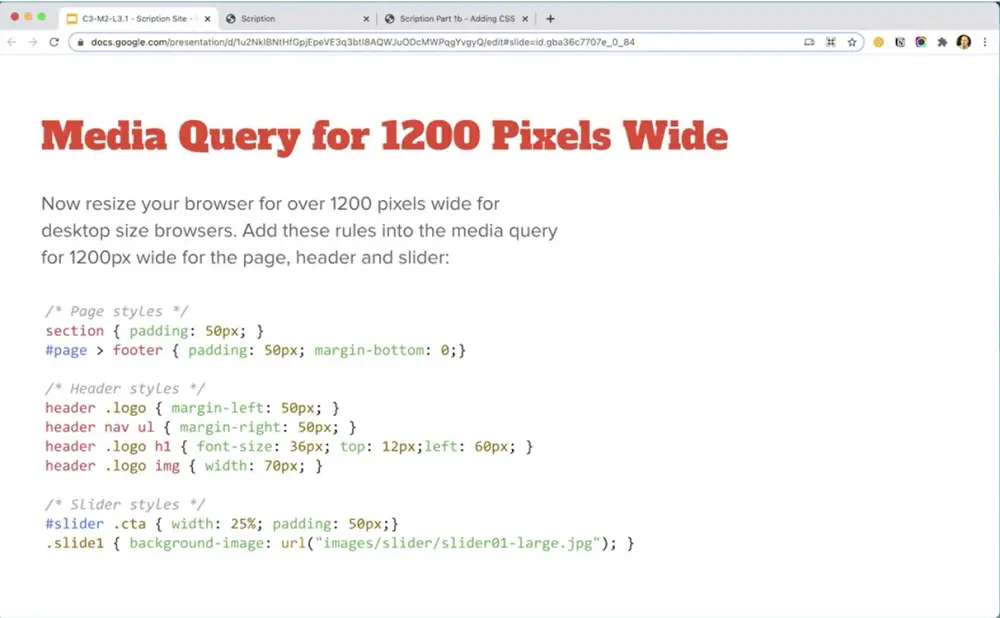 C3-M2-L3.1 - Scription Site -
Scription
Scription Part 1b - Adding CSS
docs.google.com/presentation/d/1u2NklBNtHfGpjEpeVE3q3btI8AQWJuODcMWPqgYvgyQ/edit#slide=id.gba36c7707e_0_84
Media Query for 1200 Pixels Wide
Now resize your browser for over 1200 pixels wide for
desktop size browsers. Add these rules into the media query
for 1200px wide for the page, header and slider:
/* Page styles */
section { padding: 50px; }
#page > footer { padding: 50px; margin-bottom: 0;}
/* Header styles */
header .logo { margin-left: 50px; }
header nav ul { margin-right: 50px; }
header .logo h1 { font-size: 36px; top: 12px;left: 60px; }
header .logo img { width: 70px; }
/* Slider styles */
#slider .cta { width: 25%; padding: 50px;}
.slide1 { background-image: url("images/slider/slider01-large.jpg"); }